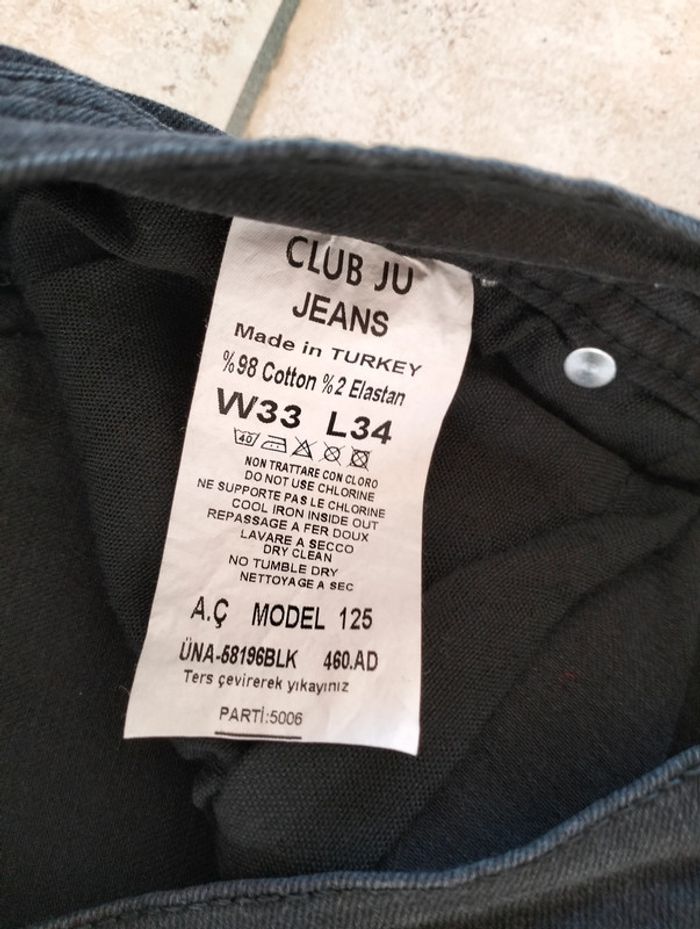 CLUB JU
JEANS
Made in TURKEY
%98 Cotton %2 Elastan
W33 L34
40
NON TRATTARE CON CLORO
DO NOT USE CHLORINE
NE SUPPORTE PAS LE CHLORINE
COOL IRON INSIDE OUT
REPASSAGE A FER DOUX
LAVARE A SECCO
DRY CLEAN
NO TUMBLE DRY
NETTOYAGE A SEC
A.Ç MODEL 125
ÜNA-58196BLK 460.AD
Ters çevirerek yıkayınız
PARTİ:5006